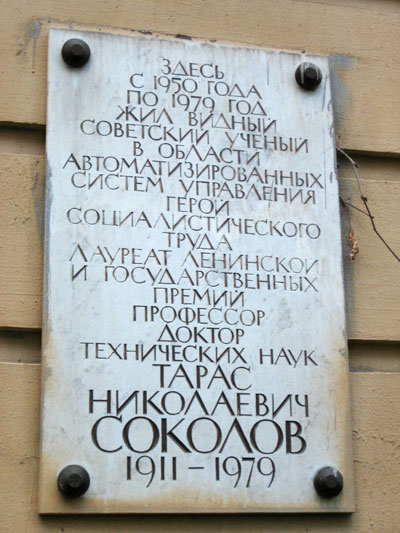 ЗДЕСЬ
С 1950 ГОДА
ПО 1979 ГОД
ЖИЛ ВИДНЫЙ
СОВЕТСКИЙ УЧЕНЫЙ
В ОБЛАСТИ
АВТОМАТИЗИРОВАННЫХ
СИСТЕМ УПРАВЛЕНИЯ
ГЕРОЙ
СОЦИАЛИСТИЧЕСКОГО
ТРУДА
ЛАУРЕАТ ЛЕНИНСКОЙ
И ГОСУДАРСТВЕННЫХ
ПРЕМИЙ
ПРОФЕССОР
ДОКТОР
ТЕХНИЧЕСКИХ НАУК
ТАРАС
НИКОЛАЕВИЧ
СОКОЛОВ
1911 – 1979